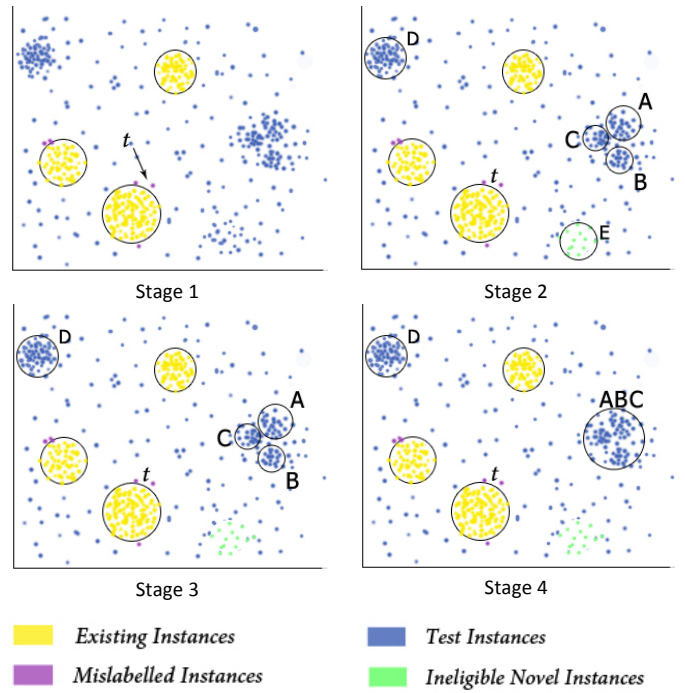 t
Stage 1
D
A
C
B
t
E
Stage 2
D
A
C
B
t
Stage 3
D
ABC
t
Stage 4
Existing Instances
Test Instances
Mislabelled Instances
Ineligible Novel Instances